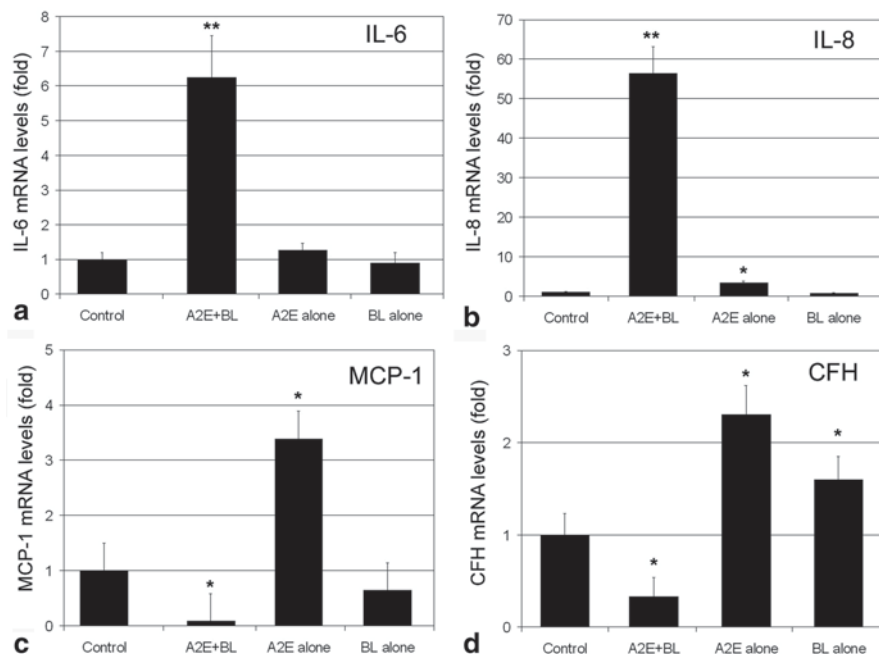 IL-6
IL-6 mRNA levels (fold)
8
7
6
5
4
3
2
1
0
**
Control
A2E+BL
A2E alone
BL alone
a
IL-8
IL-8 mRNA levels (fold)
70
60
50
40
30
20
10
0
**
*
Control
A2E+BL
A2E alone
BL alone
b
MCP-1
MCP-1 mRNA levels (fold)
5
4
3
2
1
0
*
*
Control
A2E+BL
A2E alone
BL alone
c
CFH
CFH mRNA levels (fold)
3
2
1
0
*
*
*
Control
A2E+BL
A2E alone
BL alone
d